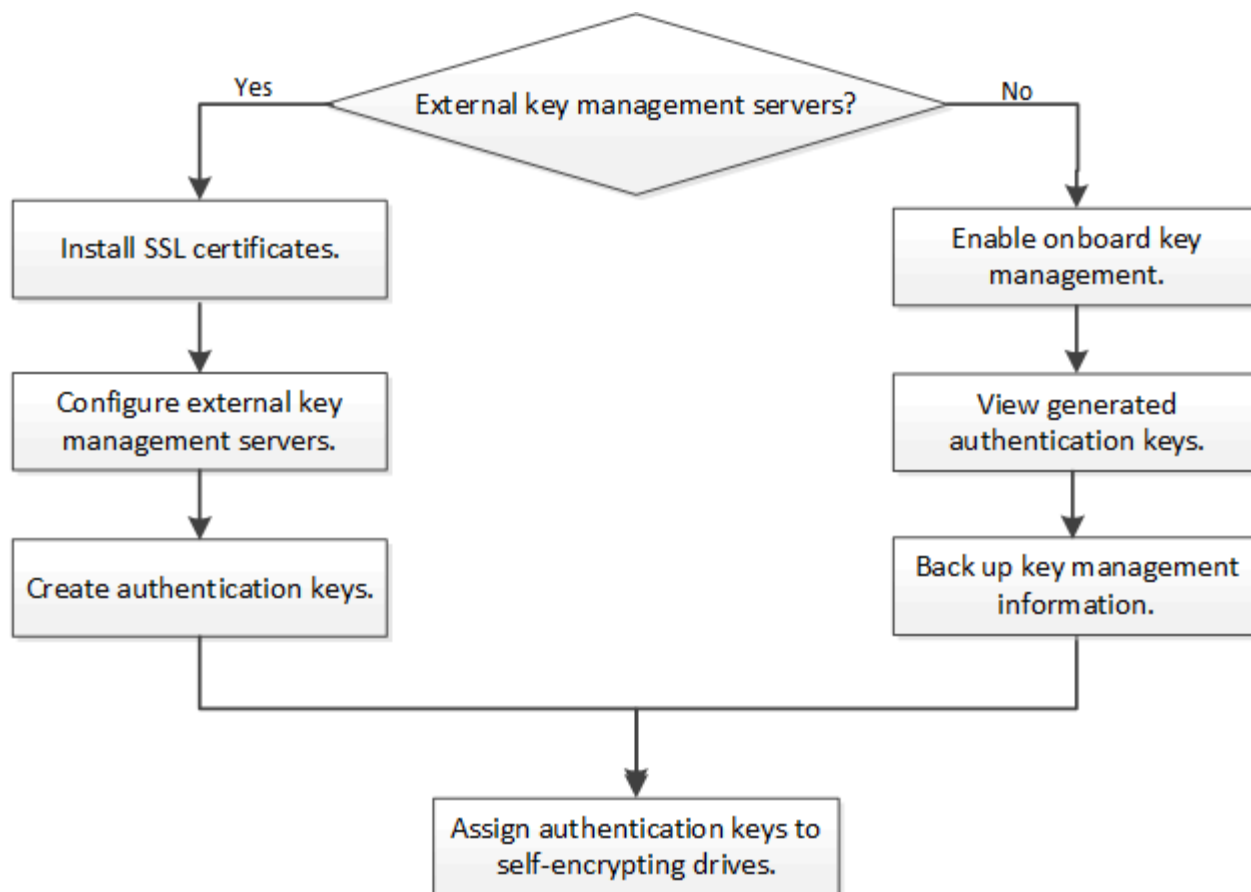 External key management servers?
Yes
No
Install SSL certificates.
Configure external key
management servers.
Create authentication keys.
Enable onboard key
management.
View generated
authentication keys.
Back up key management
information.
Assign authentication keys to
self-encrypting drives.